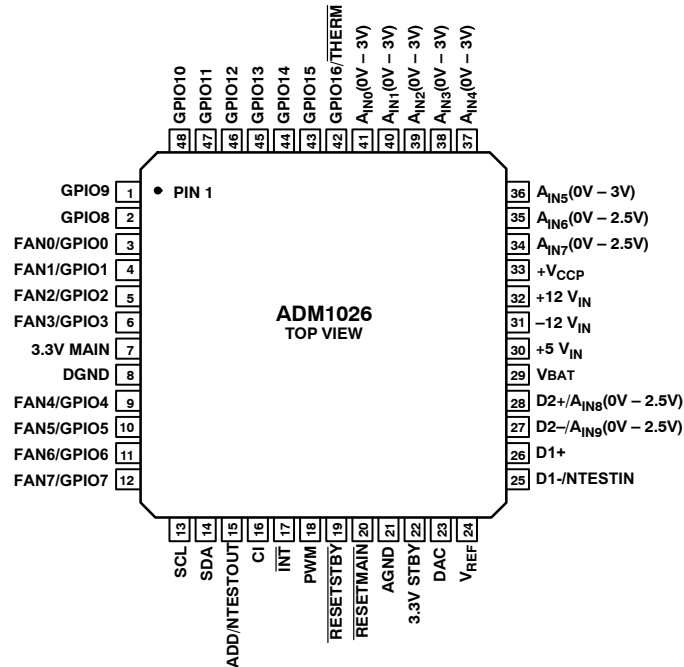 GPIO10
GPIO11
GPIO12
GPIO13
GPIO14
GPIO15
GPIO16/THERM
AIN0(0V – 3V)
AIN1(0V – 3V)
AIN2(0V – 3V)
AIN3(0V – 3V)
AIN4(0V – 3V)
48
47
46
45
44
43
42
41
40
39
38
37
GPIO9 1
PIN 1
GPIO8 2
FAN0/GPIO0 3
FAN1/GPIO1 4
FAN2/GPIO2 5
FAN3/GPIO3 6
3.3V MAIN 7
DGND 8
FAN4/GPIO4 9
FAN5/GPIO5 10
FAN6/GPIO6 11
FAN7/GPIO7 12
ADM1026
TOP VIEW
36 AIN5(0V – 3V)
35 AIN6(0V – 2.5V)
34 AIN7(0V – 2.5V)
33 +VCCP
32 +12 VIN
31 –12 VIN
30 +5 VIN
29 VBAT
28 D2+/AIN8(0V – 2.5V)
27 D2–/AIN9(0V – 2.5V)
26 D1+
25 D1-/NTESTIN
13
14
15
16
17
18
19
20
21
22
23
24
SCL
SDA
ADD/NTESTOUT
CI
INT
PWM
RESETSTBY
RESETMAIN
AGND
3.3V STBY
DAC
VREF